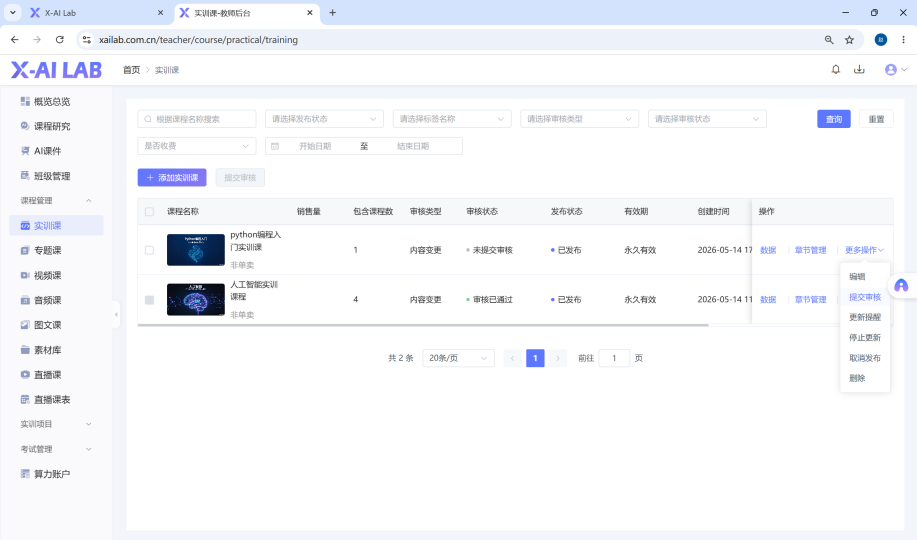 X-AI Lab
实训课-教师后台
xailab.com.cn/teacher/course/practical/training
X-AI LAB
首页 > 实训课
概览总览
课程研究
AI课件
班级管理
课程管理
实训课
专题课
视频课
音频课
图文课
素材库
直播课
直播课表
实训项目
考试管理
算力账户
根据课程名称搜索
请选择发布状态
请选择标签名称
请选择审核类型
请选择审核状态
查询
重置
是否收费
开始日期 至 结束日期
+ 添加实训课
提交审核
课程名称 销售量 包含课程数 审核类型 审核状态 发布状态 有效期 创建时间 操作
python编程入门
python编程入
门实训课
非单卖
1 内容变更 未提交审核 已发布 永久有效 2026-05-14 17 数据 章节管理 更多操作
人工智能
人工智能实训
课程
非单卖
4 内容变更 审核已通过 已发布 永久有效 2026-05-14 11 数据 章节管理
编辑
提交审核
更新提醒
停止更新
取消发布
删除
共 2 条 20条/页 1 前往 1 页